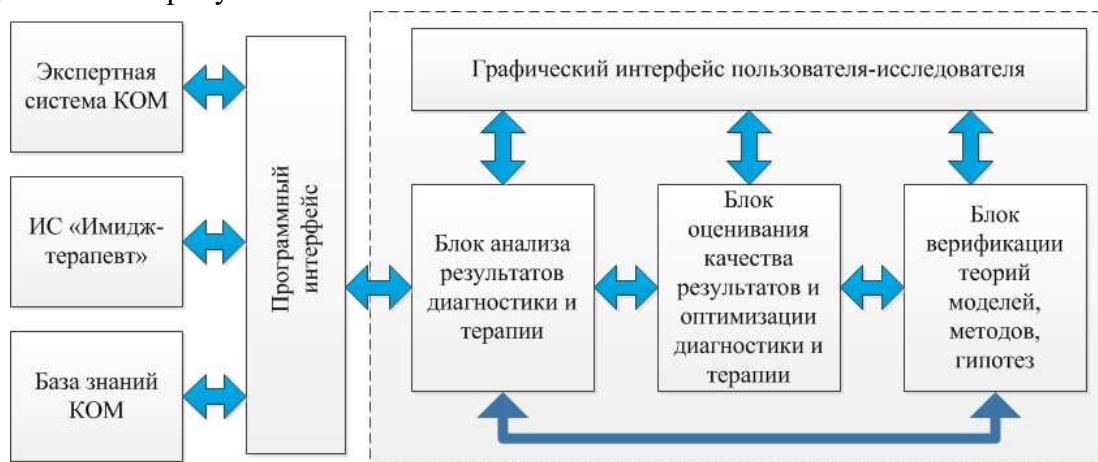 Экспертная
система КОМ
ИС «Имидж-
терапевт»
База знаний
КОМ
Программный
интерфейс
Графический интерфейс пользователя-исследователя
Блок анализа
результатов
диагностики и
терапии
Блок
оценивания
качества
результатов и
оптимизации
диагностики и
терапии
Блок
верификации
теорий
моделей,
методов,
гипотез